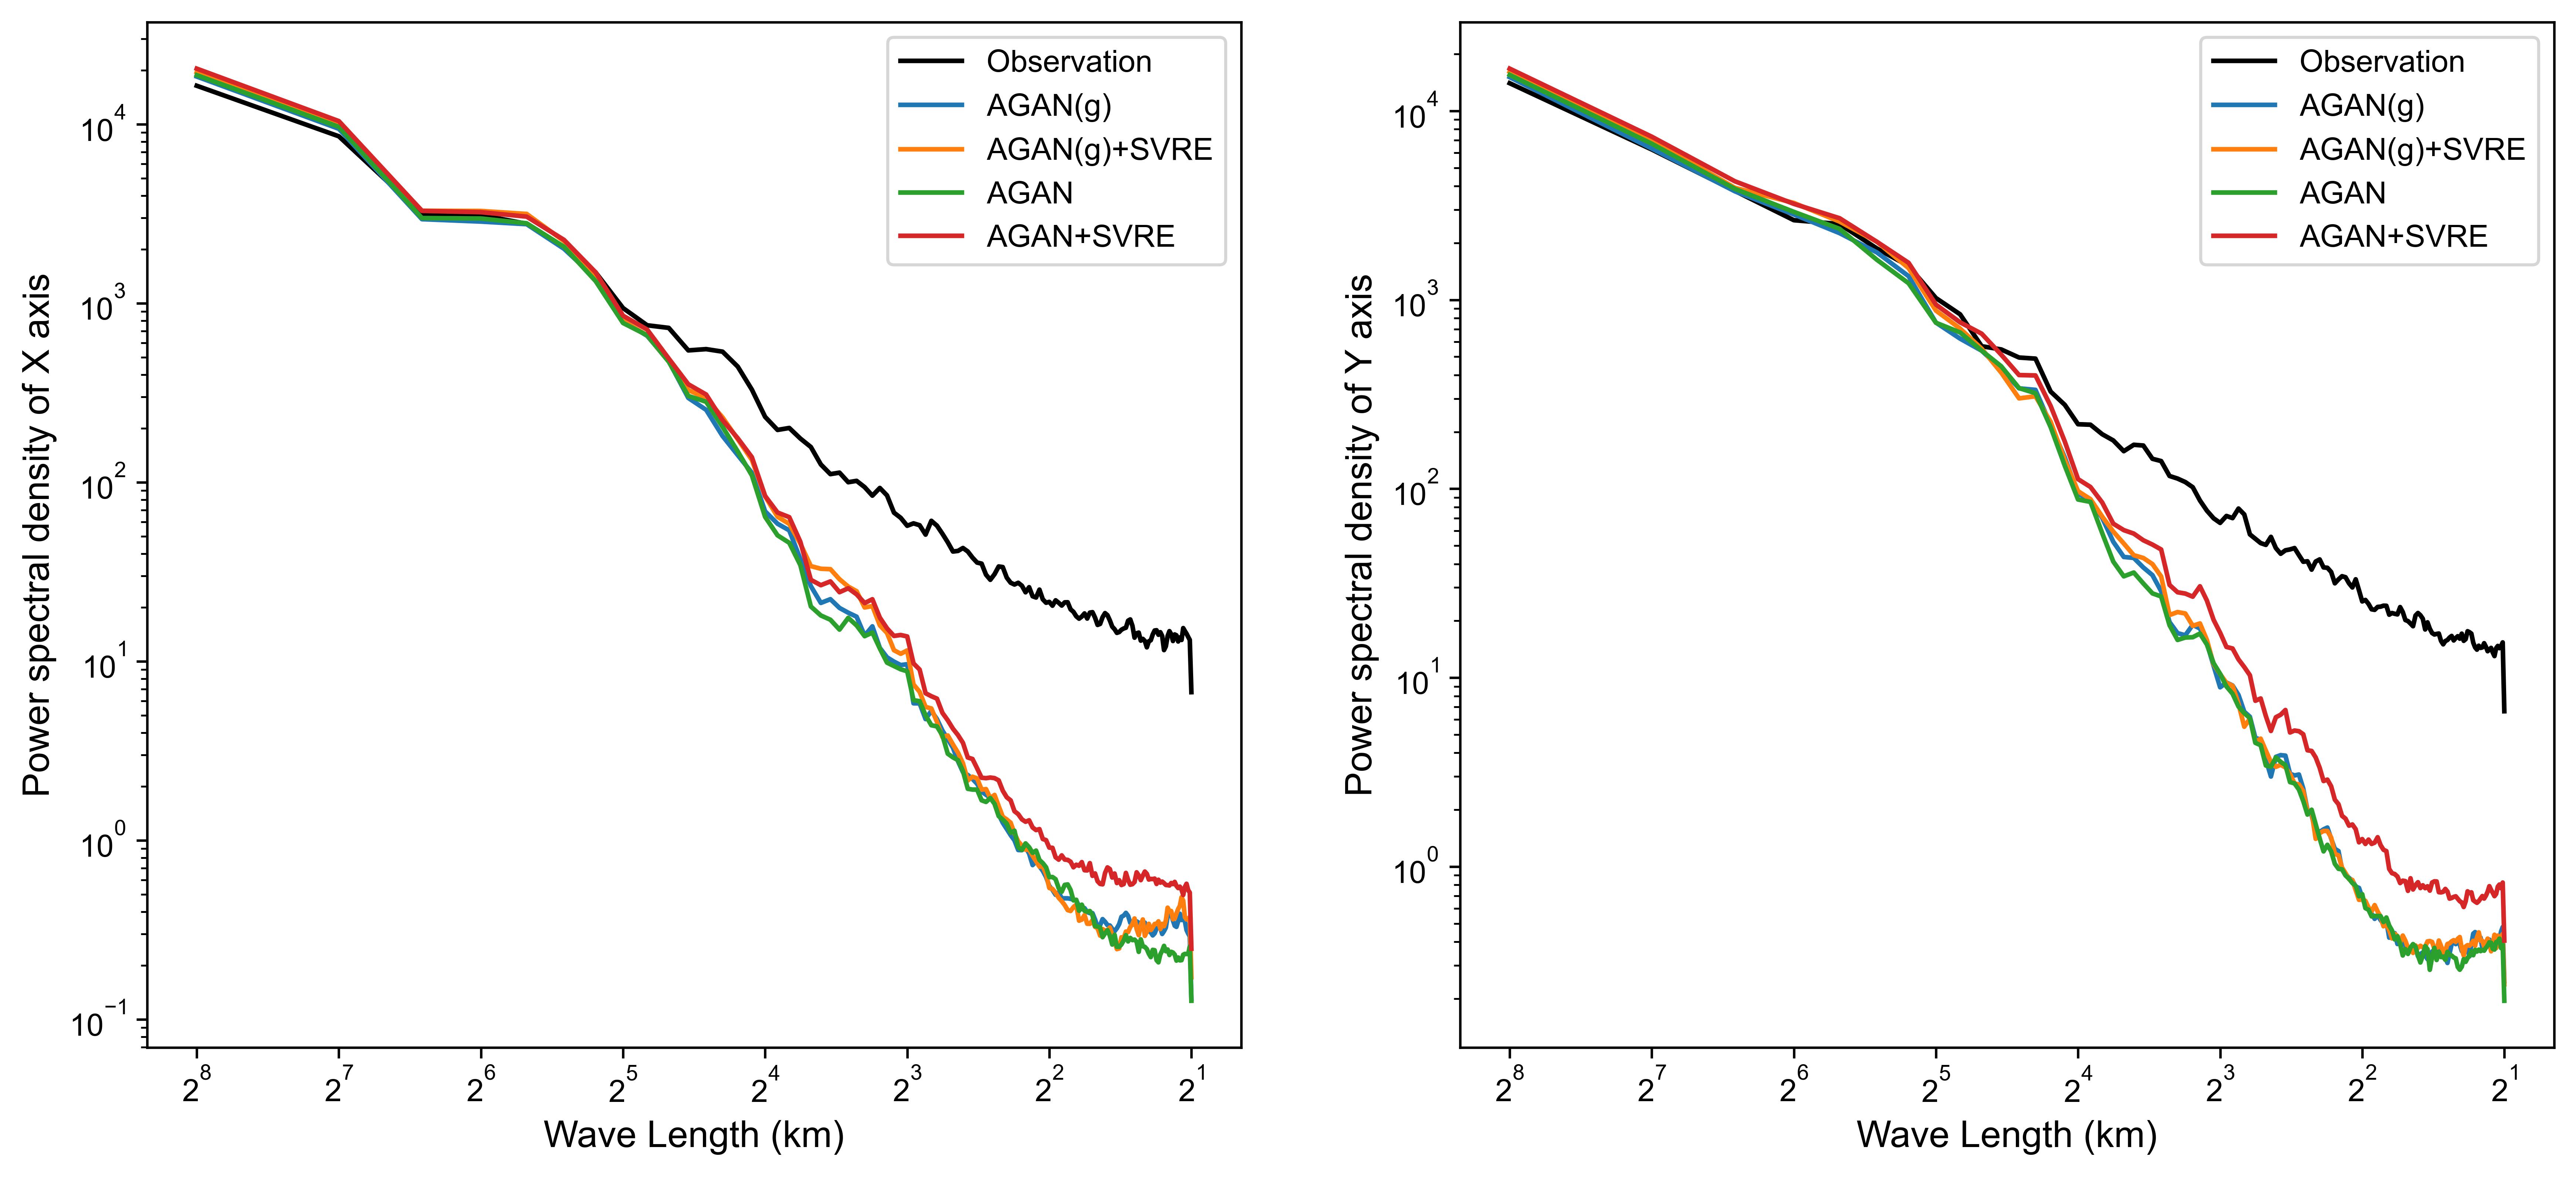 Power spectral density of X axis
10^4
10^3
10^2
10^1
10^0
10^−1
Observation
AGAN(g)
AGAN(g)+SVRE
AGAN
AGAN+SVRE
2^8 2^7 2^6 2^5 2^4 2^3 2^2 2^1
Wave Length (km)
Power spectral density of Y axis
10^4
10^3
10^2
10^1
10^0
Observation
AGAN(g)
AGAN(g)+SVRE
AGAN
AGAN+SVRE
2^8 2^7 2^6 2^5 2^4 2^3 2^2 2^1
Wave Length (km)